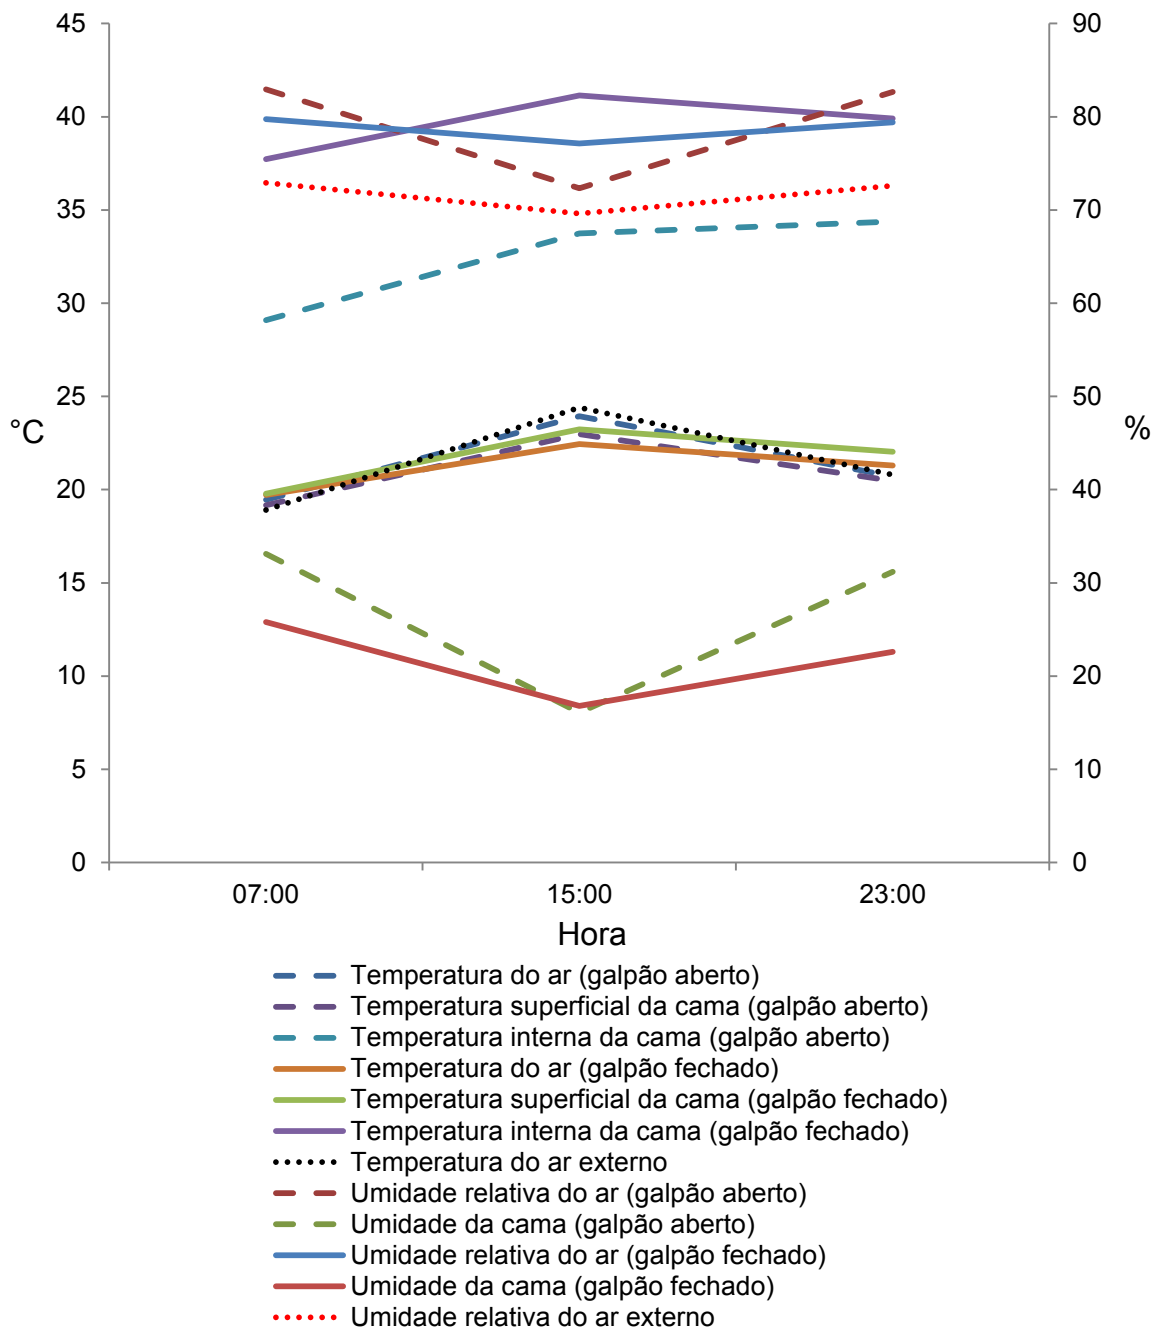 45
40
35
30
25
20
15
10
5
0
°C
90
80
70
60
50
40
30
20
10
0
%
07:00 15:00 23:00
Hora
Temperatura do ar (galpão aberto)
Temperatura superficial da cama (galpão aberto)
Temperatura interna da cama (galpão aberto)
Temperatura do ar (galpão fechado)
Temperatura superficial da cama (galpão fechado)
Temperatura interna da cama (galpão fechado)
Temperatura do ar externo
Umidade relativa do ar (galpão aberto)
Umidade da cama (galpão aberto)
Umidade relativa do ar (galpão fechado)
Umidade da cama (galpão fechado)
Umidade relativa do ar externo